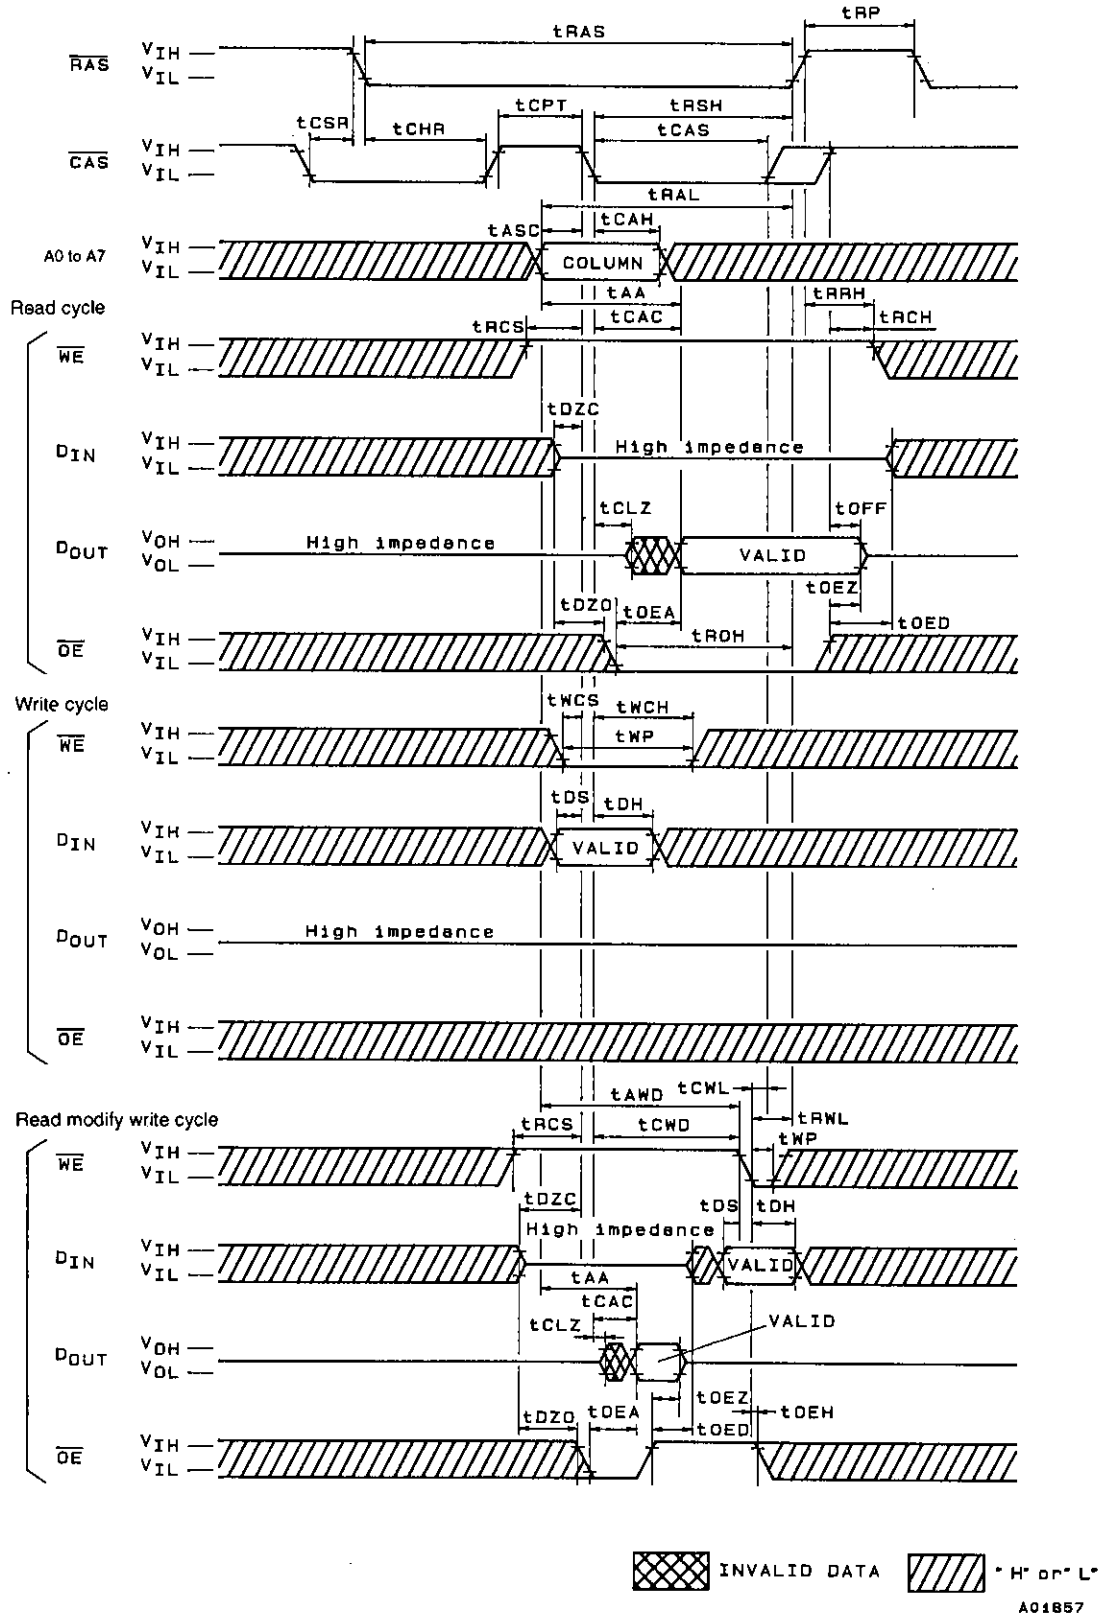 tRP
tRAS
RAS VIH
VIL
tCPT tRSH
tCSR tCHR tCAS
CAS VIH
VIL
tRAL
tASC tCAH
A0 to A7 VIH
VIL
COLUMN
Read cycle
tAA tRRH
tRCS tCAC tRCH
WE VIH
VIL
tDZC
DIN VIH
VIL
High impedance
tCLZ tOFF
DOUT VOH
VOL
High impedance VALID
tOEZ
tDZO tOEA tOED
tROH
OE VIH
VIL
Write cycle
tWCS tWCH
WE VIH
VIL
tWP
tDS tDH
DIN VIH
VIL
VALID
DOUT VOH
VOL
High impedance
OE VIH
VIL
tCWL
tAWD
Read modify write cycle
tRWL
tRCS tCWD tWP
WE VIH
VIL
tDZC tDS tDH
High impedance
DIN VIH
VIL
VALID
tAA
tCAC
tCLZ VALID
DOUT VOH
VOL
tOEZ
tDZO tOEA tOED tOEH
OE VIH
VIL
INVALID DATA "H" or "L"
A01857